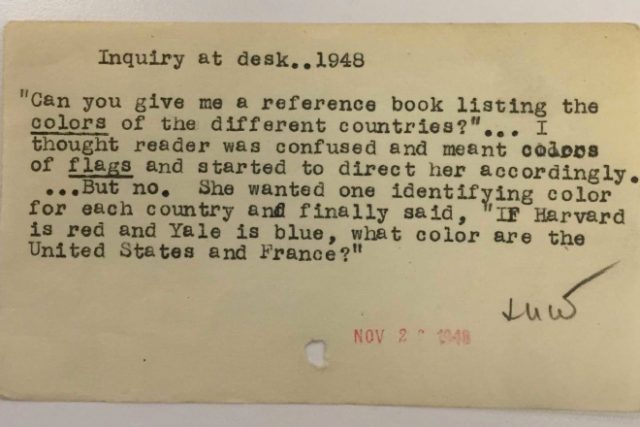 Inquiry at desk..1948
"Can you give me a reference book listing the
colors of the different countries?"... I
thought reader was confused and meant colors
of flags and started to direct her accordingly.
...But no. She wanted one identifying color
for each country and finally said, "If Harvard
is red and Yale is blue, what color are the
United States and France?"
NOV 2 1948